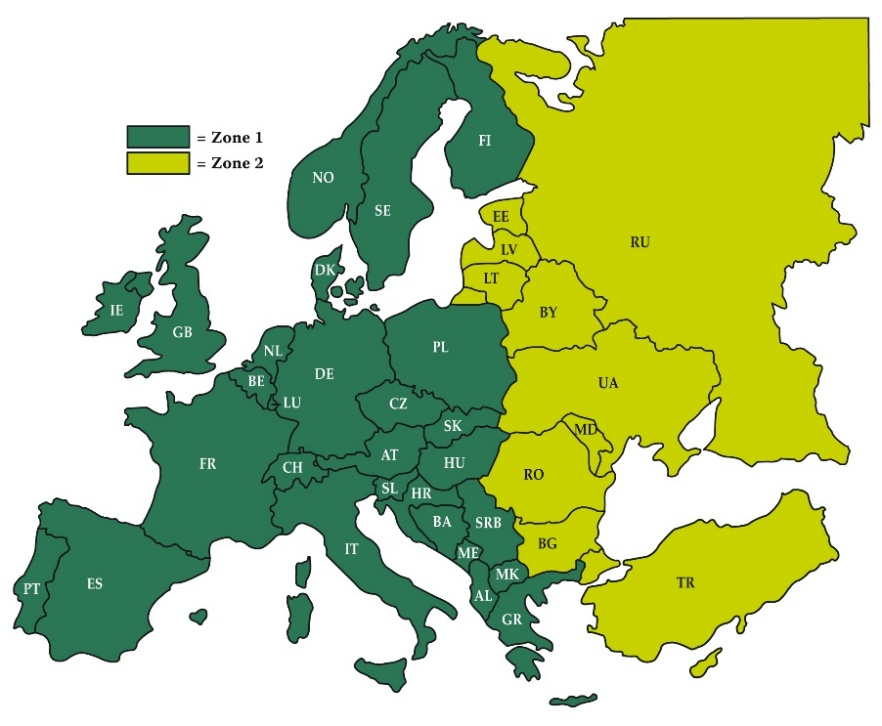 = Zone 1
= Zone 2
FI
NO
SE
EE
RU
LV
DK
LT
IE
BY
GB
NL
PL
DE
BE
UA
LU
CZ
SK
MD
AT
FR
CH
HU
RO
SL
HR
BA
SRB
BG
IT
ME
MK
ES
TR
PT
AL
GR